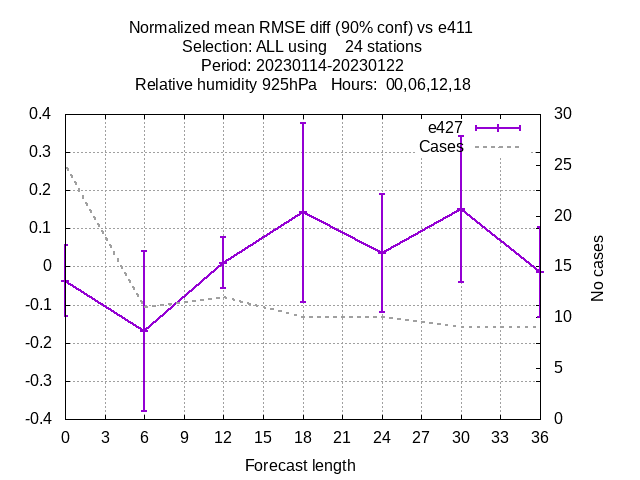 Normalized mean RMSE diff (90% conf) vs e411
Selection: ALL using    24 stations
Period: 20230114-20230122
Relative humidity 925hPa   Hours:  00,06,12,18
e427
Cases
0.4
0.3
0.2
0.1
0
-0.1
-0.2
-0.3
-0.4
30
25
20
15
10
5
0
No cases
0 3 6 9 12 15 18 21 24 27 30 33 36
Forecast length